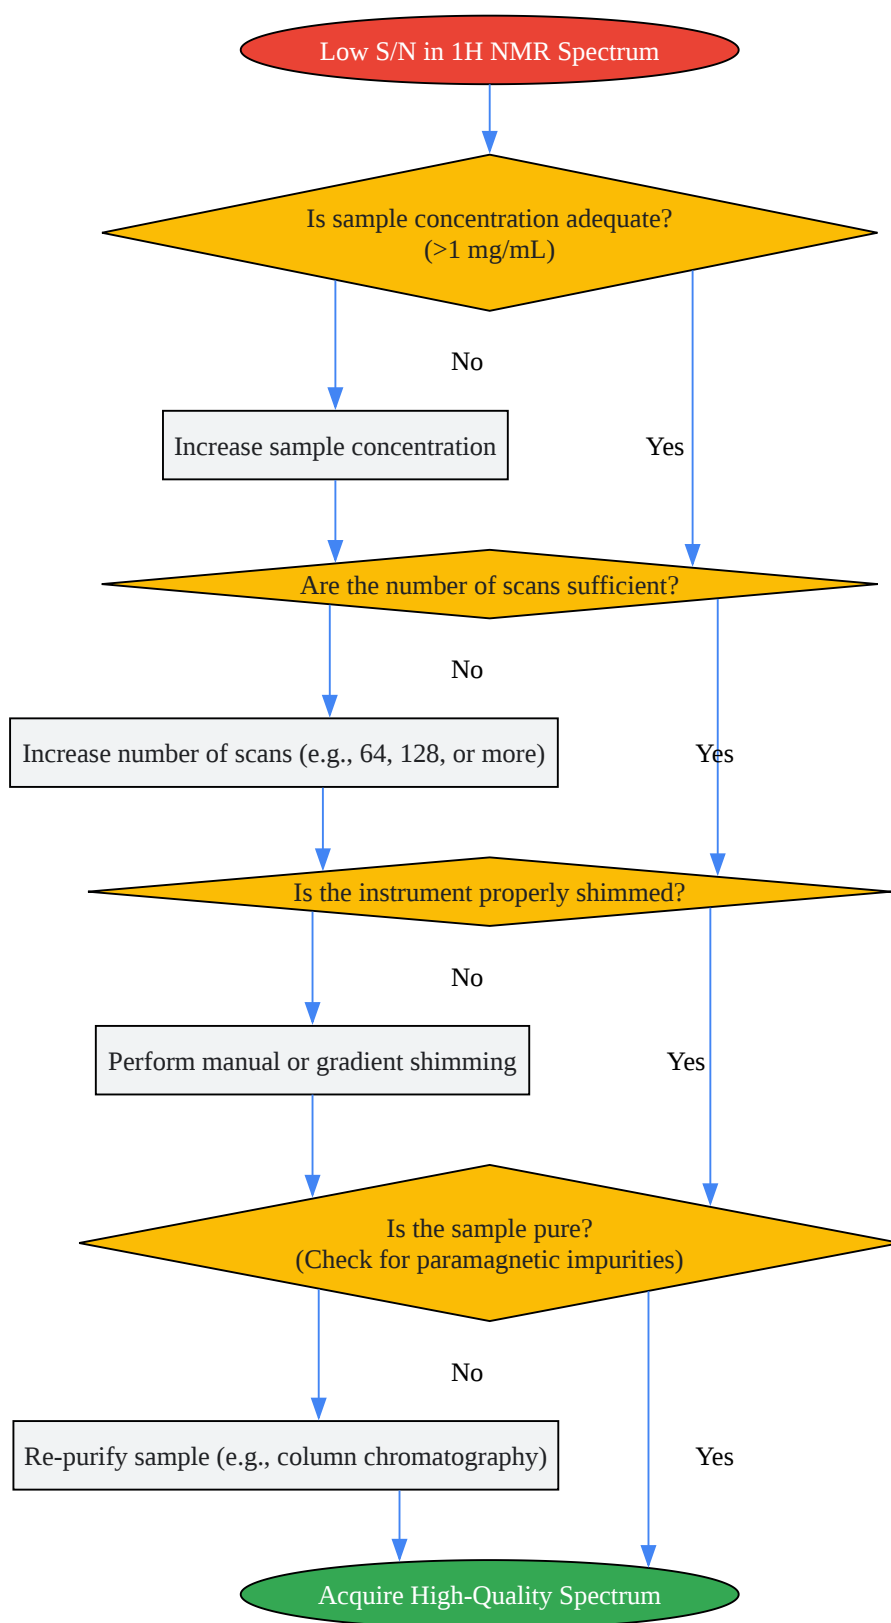 Low S/N in 1H NMR Spectrum
Is sample concentration adequate?
(>1 mg/mL)
No
Increase sample concentration
Yes
Are the number of scans sufficient?
No
Increase number of scans (e.g., 64, 128, or more)
Yes
Is the instrument properly shimmed?
No
Perform manual or gradient shimming
Yes
Is the sample pure?
(Check for paramagnetic impurities)
No
Re-purify sample (e.g., column chromatography)
Yes
Acquire High-Quality Spectrum